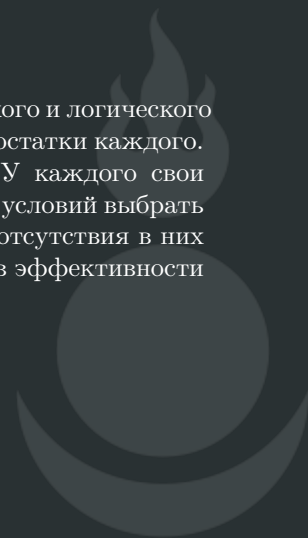 ого и логического
остатки каждого.
У каждого свои
условий выбрать
отсутствия в них
в эффективности